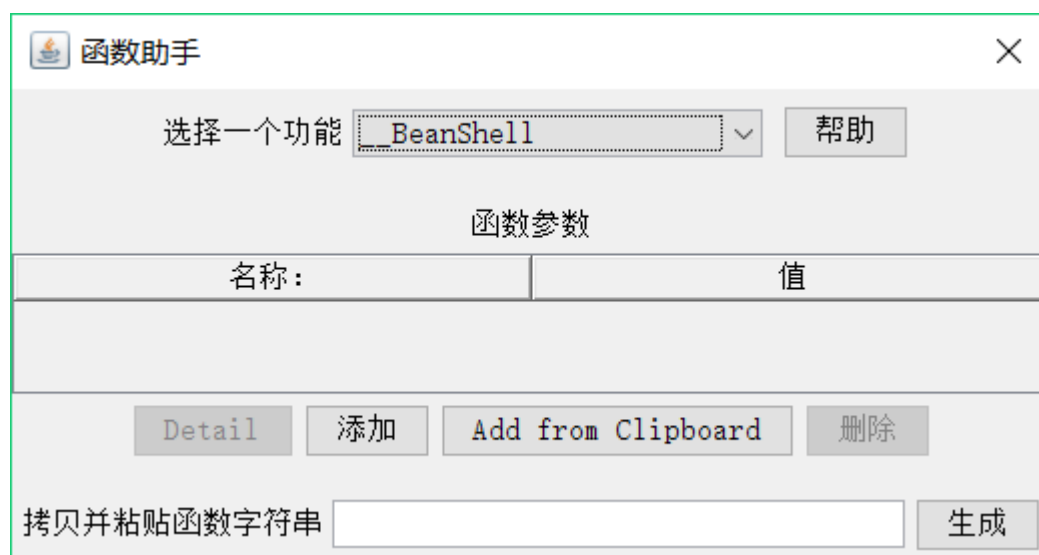 函数助手
选择一个功能 __BeanShell 帮助
函数参数
名称: 值
Detail 添加 Add from Clipboard 删除
拷贝并粘贴函数字符串 生成